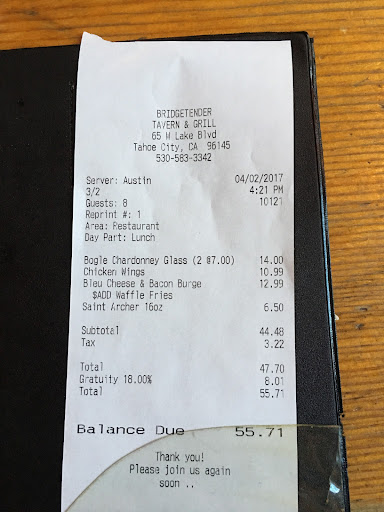 BRIDGETENDER
TAVERN & GRILL
65 W Lake Blvd
Tahoe City, CA 96145
530-583-3342
Server: Austin 04/02/2017
3/2 4:21 PM
Guests: 8 10121
Reprint #: 1
Area: Restaurant
Day Part: Lunch
Bogle Chardonney Glass (2 @7.00) 14.00
Chicken Wings 10.99
Bleu Cheese & Bacon Burge 12.99
$ADD Waffle Fries
Saint Archer 16oz 6.50
Subtotal 44.48
Tax 3.22
Total 47.70
Gratuity 18.00% 8.01
Total 55.71
Balance Due 55.71
Thank you!
Please join us again
soon ..